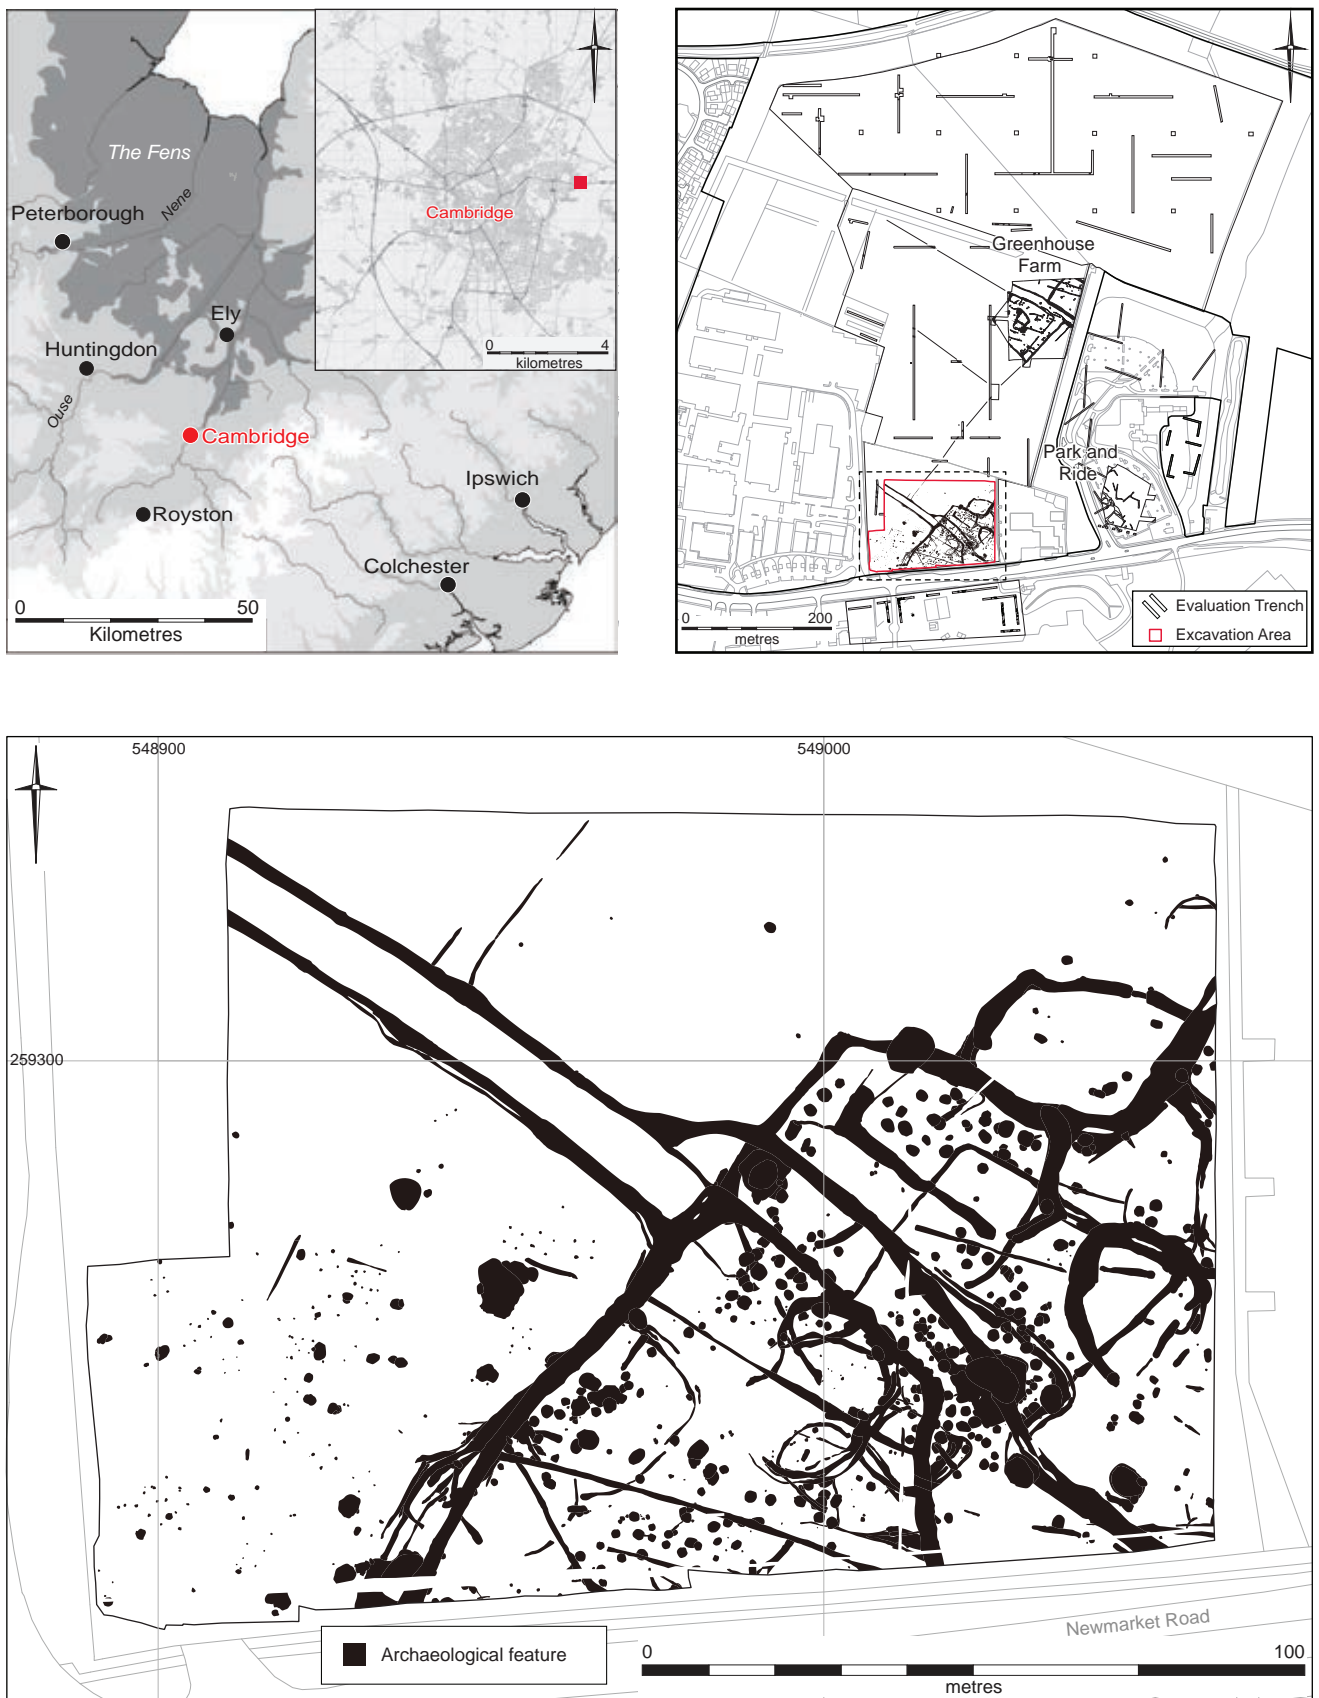 The Fens
Nene
Peterborough
Ely
Huntingdon
Ouse
Cambridge
Ipswich
Royston
Colchester
0 50
Kilometres
Cambridge
0 4
kilometres
Greenhouse
Farm
Park and
Ride
0 200
metres
Evaluation Trench
Excavation Area
548900 549000
259300
Newmarket Road
Archaeological feature
0 100
metres